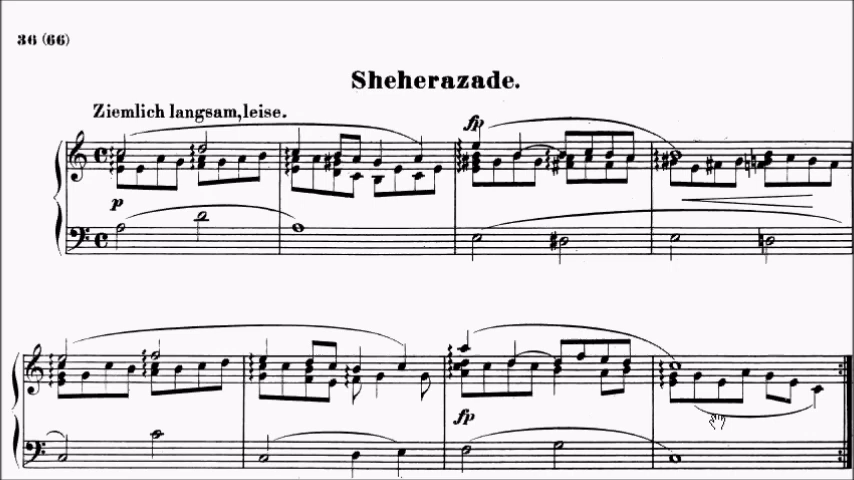 36 (66)
Sheherazade.
Ziemlich langsam, leise.
fp
p
fp